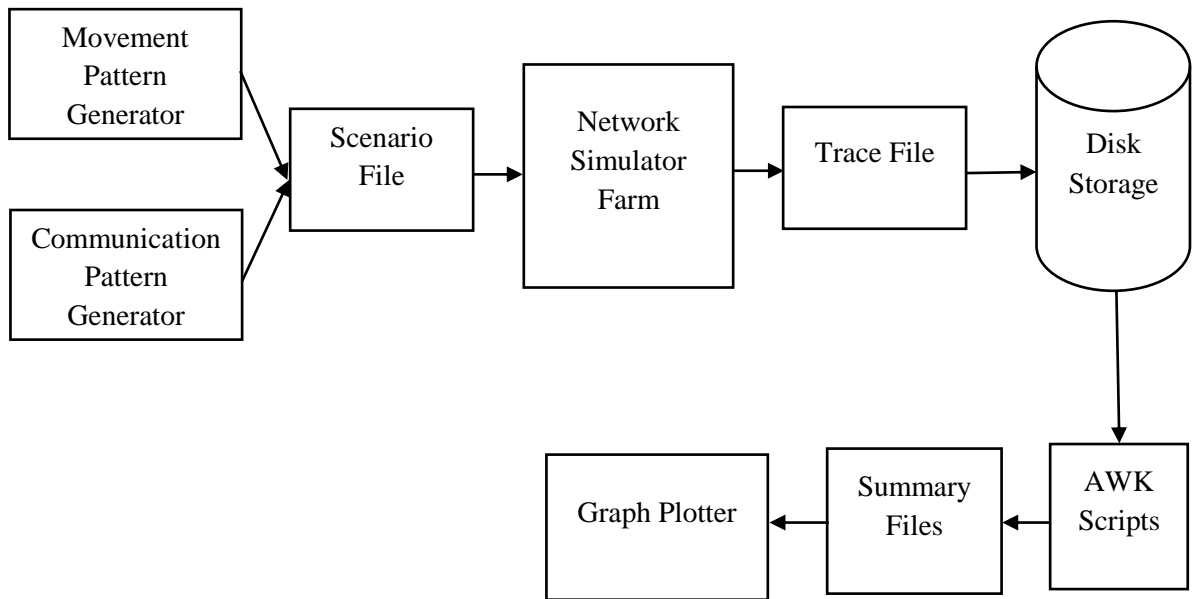 Movement
Pattern
Generator
Communication
Pattern
Generator
Scenario
File
Network
Simulator
Farm
Trace File
Disk
Storage
AWK
Scripts
Summary
Files
Graph Plotter